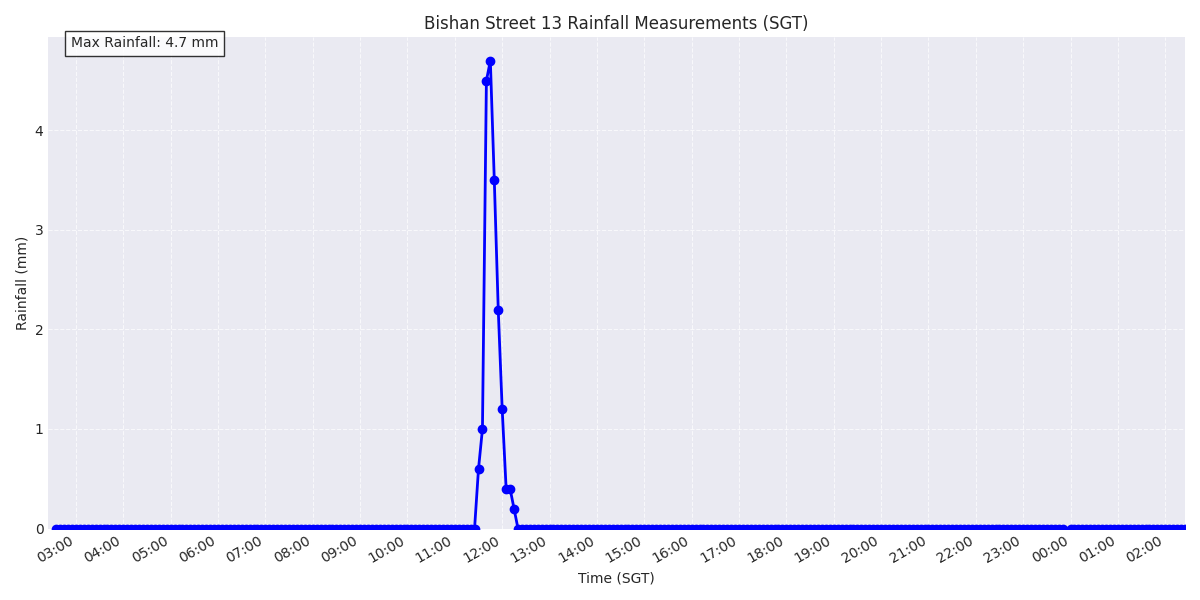 Bishan Street 13 Rainfall Measurements (SGT)
Max Rainfall: 4.7 mm
Rainfall (mm)
4
3
2
1
0
03:00 04:00 05:00 06:00 07:00 08:00 09:00 10:00 11:00 12:00 13:00 14:00 15:00 16:00 17:00 18:00 19:00 20:00 21:00 22:00 23:00 00:00 01:00 02:00
Time (SGT)